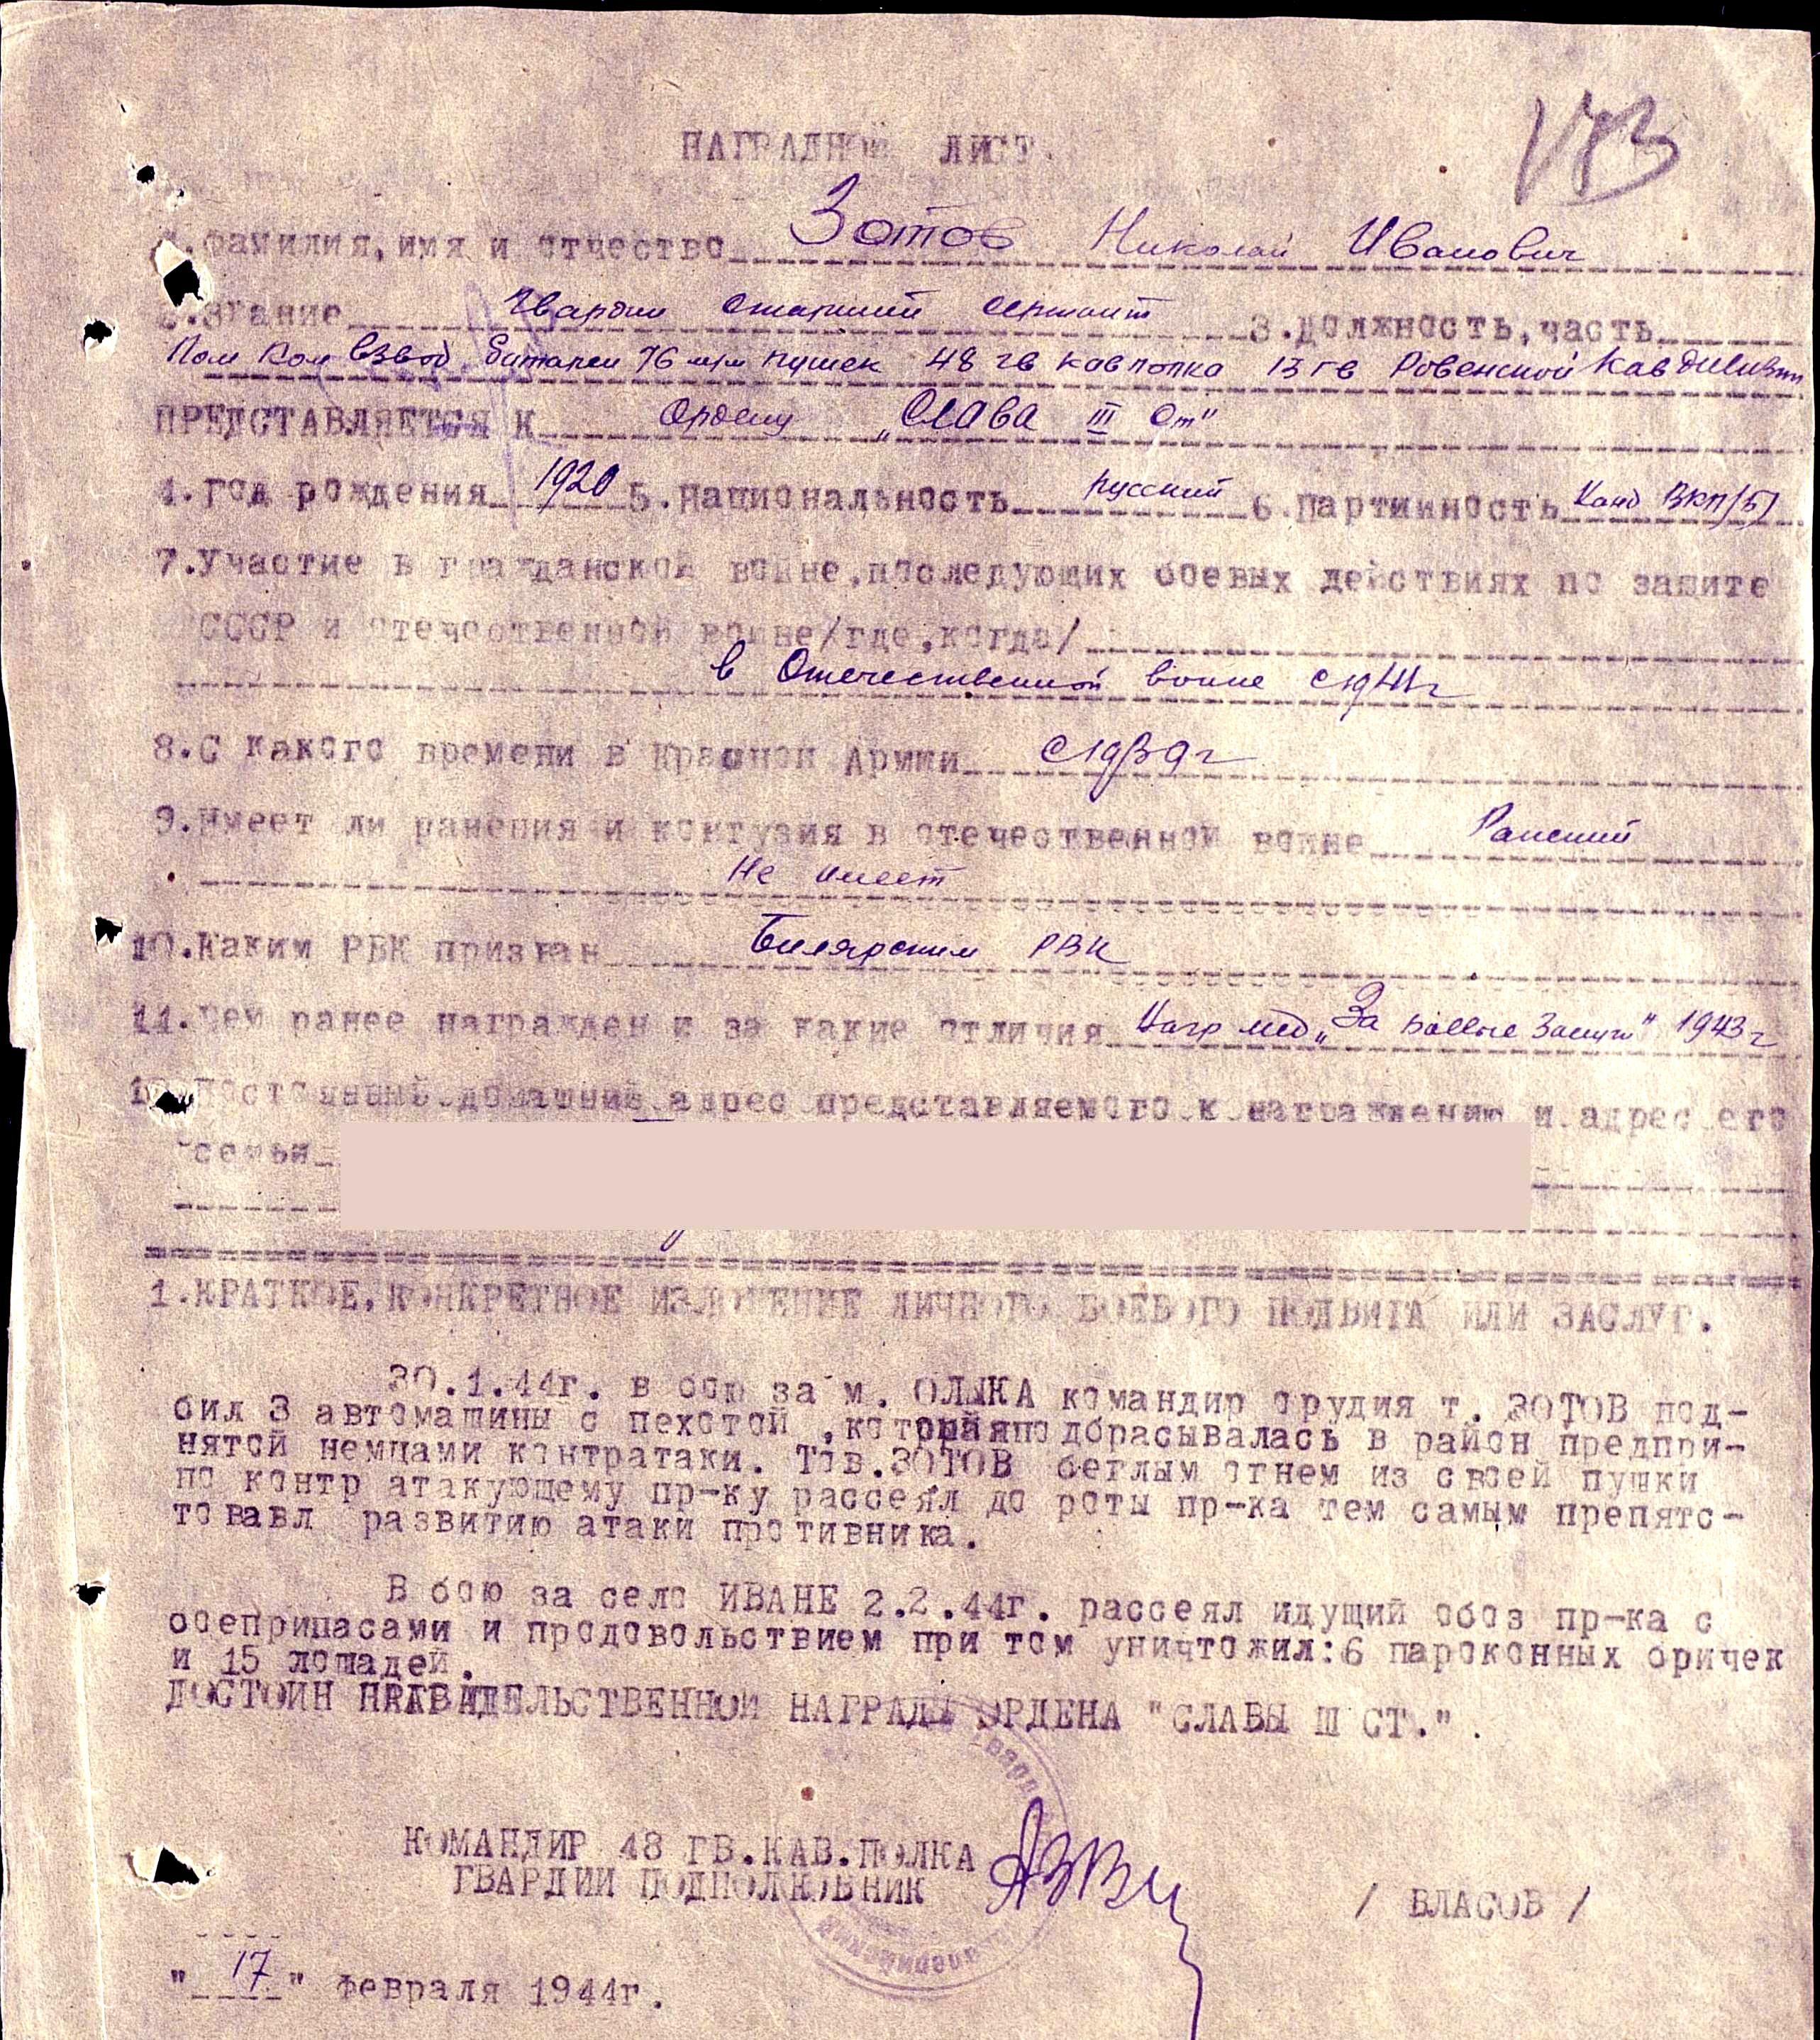 173
НАГРАДНОЙ ЛИСТ.
1.Фамилия,имя и отчество Зотов Николай Иванович
2.Звание Гвардии Старший Сержант 3.Должность,часть
Пом Ком Взвод Батареи 76 м/м пушек 48 гв кавполка 13 гв Ровенской Кав Дивизии
ПРЕДСТАВЛЯЕТСЯ К Ордену „Слава III Ст"
4.Год рождения 1920 5.Национальность русский 6.Партийность Канд ВКП/б/
7.Участие в гражданской войне,последующих боевых действиях по защите
СССР и отечественной войне/где,когда/
в Отечественной войне с 1941г
8.С какого времени в Красной Армии с 1939г
9.Имеет ли ранения и контузия в отечественной войне Ранений
Не имеет
10.Каким РВК призван Билярским РВК
11.Чем ранее награжден и за какие отличия Нагр мед „За Боевые Заслуги" 1943г
12.Постоянный домашний адрес представляемого к награждению и адрес его
семьи
1.КРАТКОЕ,КОНКРЕТНОЕ ИЗЛОЖЕНИЕ ЛИЧНОГО БОЕВОГО ПОДВИГА ИЛИ ЗАСЛУГ.
30.1.44г. в бою за м. ОЛЫКА командир орудия т. ЗОТОВ под-
бил 3 автомашины с пехотой ,которая подбрасывалась в район предпри-
нятой немцами контратаки. Тов.ЗОТОВ беглым огнем из своей пушки
по контр атакующему пр-ку рассеял до роты пр-ка тем самым препятс-
товавл развитию атаки противника.
В бою за село ИВАНЕ 2.2.44г. рассеял идущий обоз пр-ка с
боеприпасами и продовольствием при том уничтожил:6 пароконных бричек
и 15 лошадей.
ДОСТОИН ПРАВИТЕЛЬСТВЕННОЙ НАГРАДЫ ОРДЕНА "СЛАВЫ Ш СТ.".
КОМАНДИР 48 ГВ.КАВ.ПОЛКА
ГВАРДИИ ПОДПОЛКОВНИК / ВЛАСОВ /
"17" февраля 1944г.